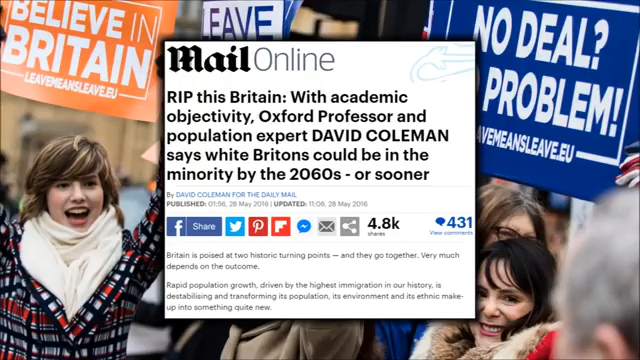 BELIEVE IN
BRITAIN
LEAVEMEANSLEAVE.EU
LEAVE
NO DEAL?
PROBLEM!
LEAVEMEANSLEAVE.EU
Mail Online
RIP this Britain: With academic
objectivity, Oxford Professor and
population expert DAVID COLEMAN
says white Britons could be in the
minority by the 2060s - or sooner
By DAVID COLEMAN FOR THE DAILY MAIL
PUBLISHED: 01:56, 28 May 2016 | UPDATED: 11:06, 28 May 2016
f Share
4.8k
shares
431
View comments
Britain is poised at two historic turning points — and they go together. Very much
depends on the outcome.
Rapid population growth, driven by the highest immigration in our history, is
destabilising and transforming its population, its environment and its ethnic make-
up into something quite new.